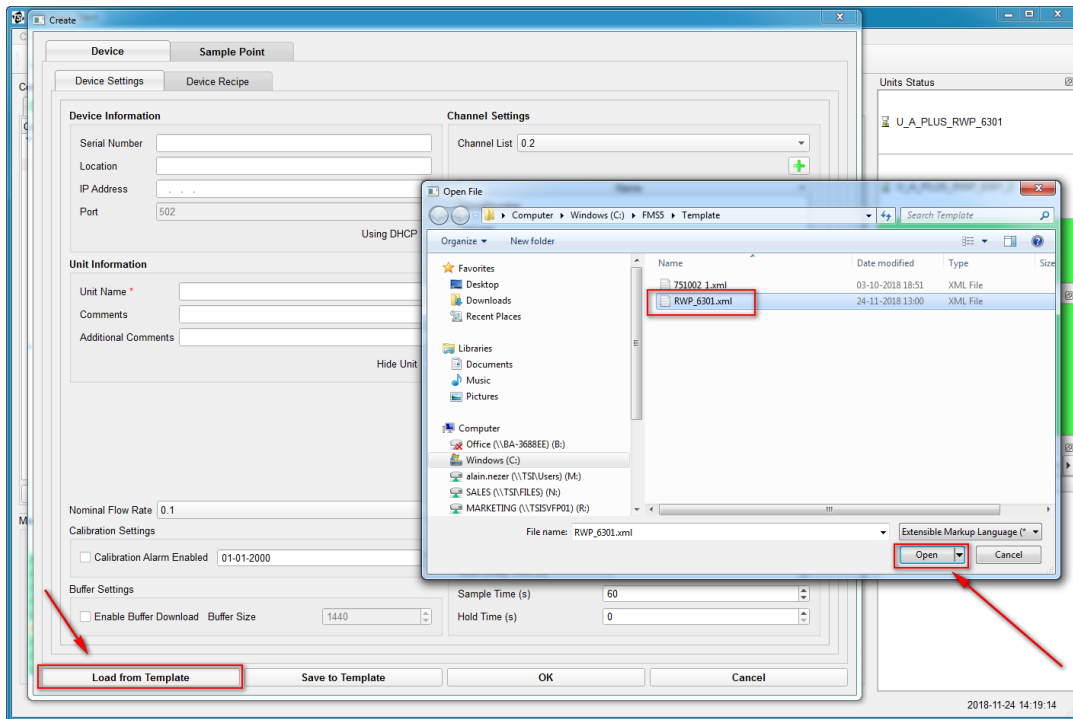 Create
Device
Sample Point
Device Settings
Device Recipe
Device Information
Serial Number
Location
IP Address
Port 502
Using DHCP
Channel Settings
Channel List 0.2
Unit Information
Unit Name *
Comments
Additional Comments
Hide Unit
Nominal Flow Rate 0.1
Calibration Settings
Calibration Alarm Enabled 01-01-2000
Buffer Settings
Enable Buffer Download Buffer Size 1440
Sample Time (s) 60
Hold Time (s) 0
Load from Template
Save to Template
OK
Cancel
Open File
Computer Windows (C:) FMS5 Template
Search Template
Organize New folder
Favorites
Desktop
Downloads
Recent Places
Libraries
Documents
Music
Pictures
Computer
Office (\\BA-3688EE) (B:)
Windows (C:)
alain.nezer (\\TSI\Users) (M:)
SALES (\\TSI\FILES) (N:)
MARKETING (\\TSISVFP01) (R:)
Name Date modified Type Size
751002_1.xml 03-10-2018 18:51 XML File
RWP_6301.xml 24-11-2018 13:00 XML File
File name: RWP_6301.xml
Extensible Markup Language (*
Open
Cancel
Units Status
U_A_PLUS_RWP_6301
2018-11-24 14:19:14